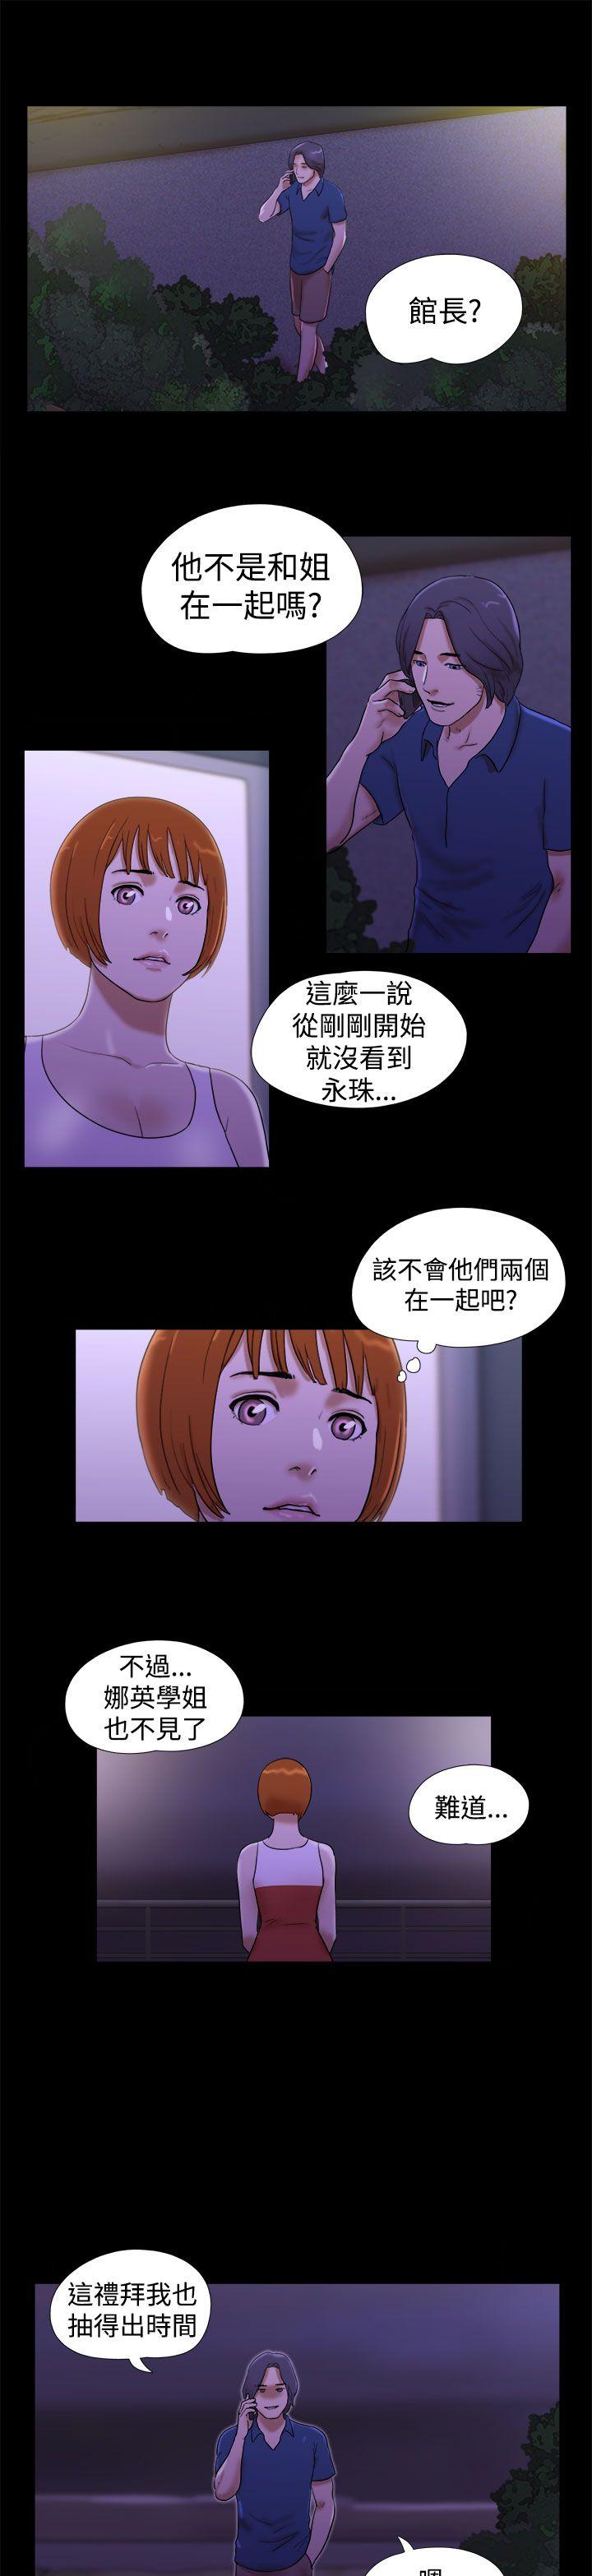 館長?
他不是和姐
在一起嗎?
這麼一說
從剛剛開始
就沒看到
永珠...
該不會他們兩個
在一起吧?
不過...
娜英學姐
也不見了
難道...
這禮拜我也
抽得出時間